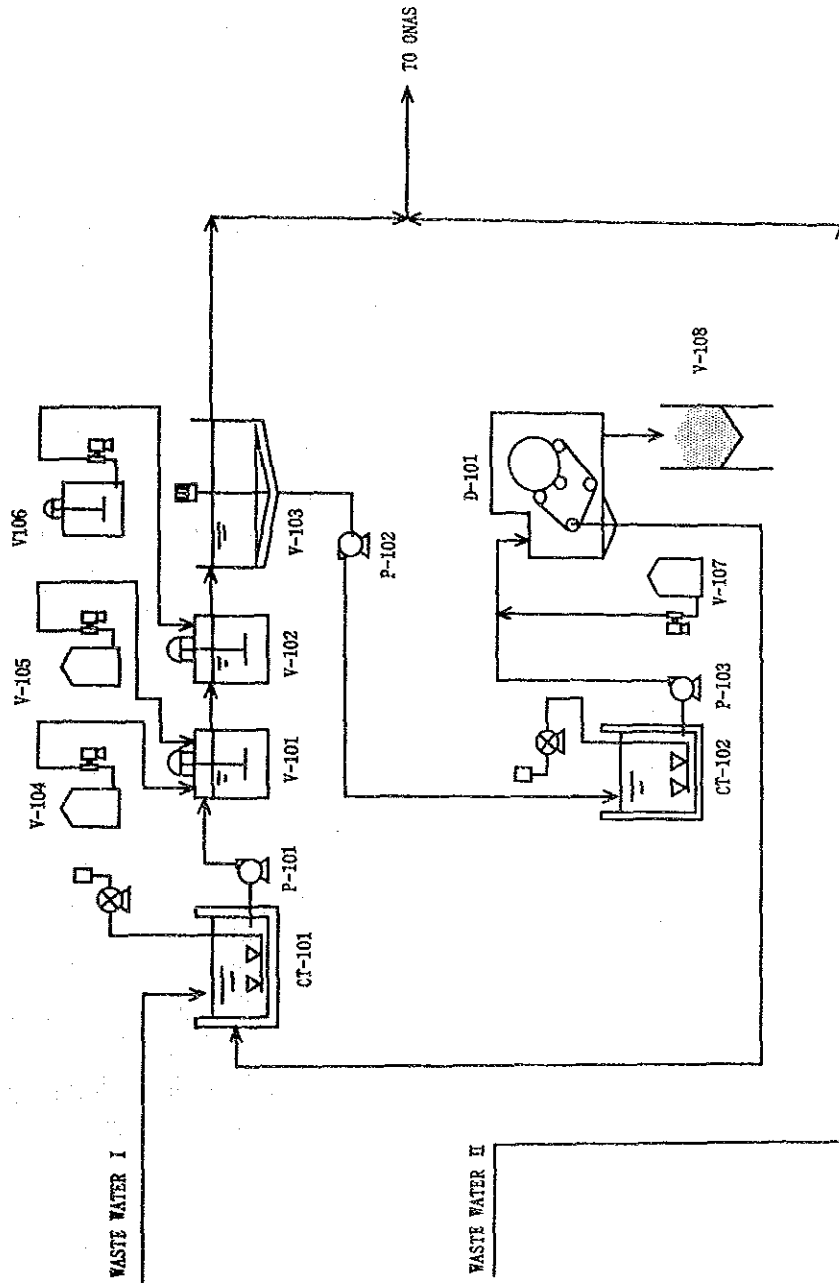 WASTE WATER I
CT-101
P-101
V-104
V-101
V-105
V-102
V106
V-103
P-102
TO ONAS
WASTE WATER II
CT-102
P-103
V-107
D-101
V-108